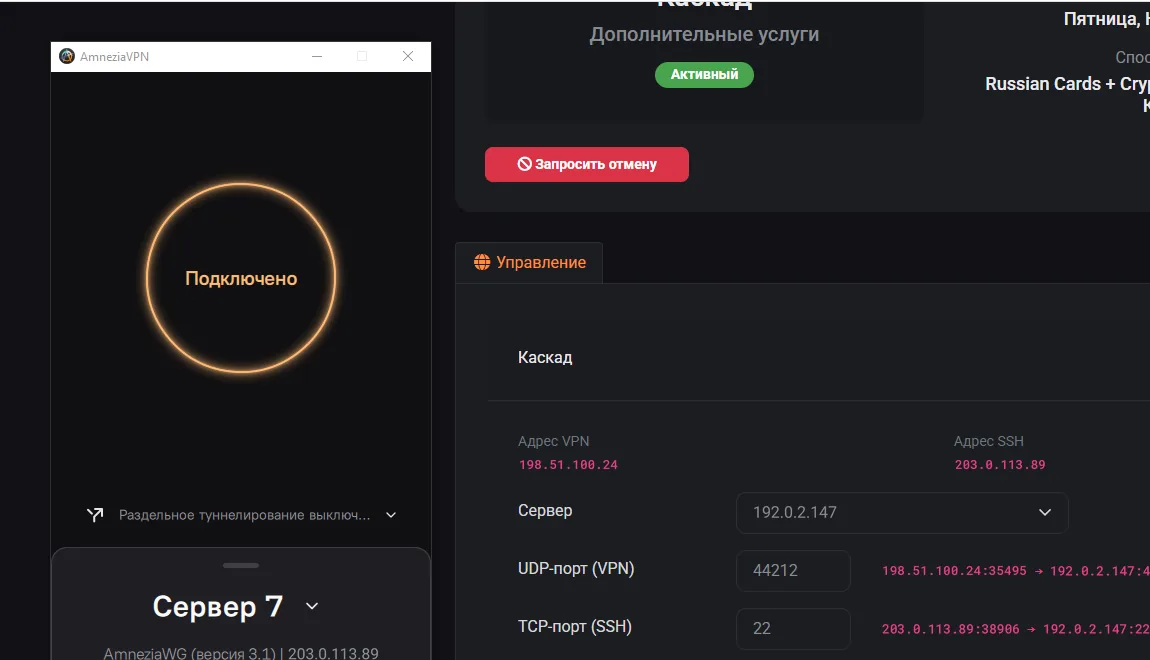 AmneziaVPN
Подключено
Раздельное туннелирование выключ...
Сервер 7
AmneziaWG (версия 3.1) | 203.0.113.89
Каскад
Дополнительные услуги
Активный
Пятница,
Russian Cards + Cry
Запросить отмену
Управление
Каскад
Адрес VPN
198.51.100.24
Адрес SSH
203.0.113.89
Сервер
192.0.2.147
UDP-порт (VPN)
44212
198.51.100.24:35495 → 192.0.2.147:4
TCP-порт (SSH)
22
203.0.113.89:38906 → 192.0.2.147:22